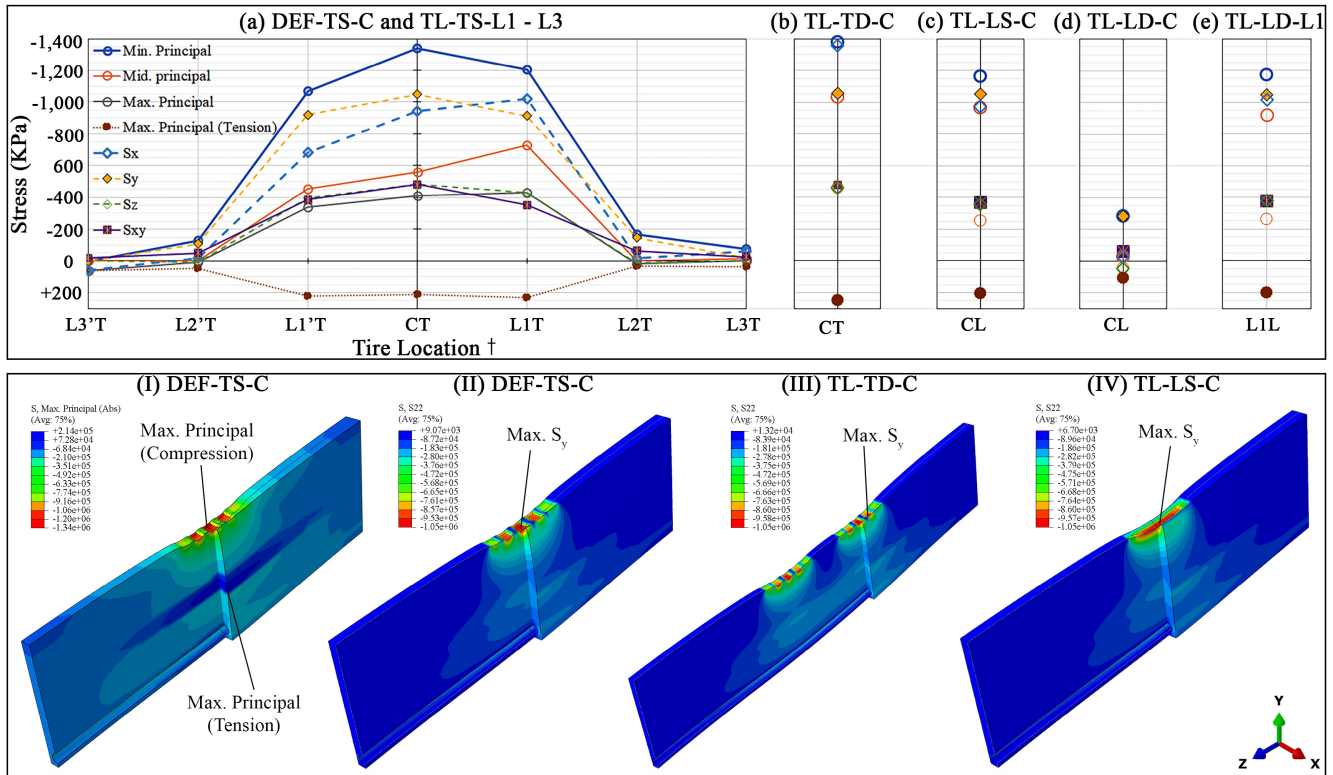 (a) DEF-TS-C and TL-TS-L1 - L3
(b) TL-TD-C
(c) TL-LS-C
(d) TL-LD-C
(e) TL-LD-L1
-1,400
-1,200
-1,000
-800
600
-400
-200
0
+200
Stress (KPa)
Min. Principal
Mid. principal
Max. Principal
Max. Principal (Tension)
Sx
Sy
Sz
Sxy
L3’T
L2’T
L1’T
CT
L1T
L2T
L3T
Tire Location †
CT
CL
CL
L1L
(I) DEF-TS-C
S, Max. Principal (Abs)
(Avg: 75%)
+2.14e+05
+7.28e+04
-6.84e+04
-2.10e+05
-3.51e+05
-4.92e+05
-6.33e+05
-7.74e+05
-9.16e+05
-1.06e+06
-1.20e+06
-1.34e+06
Max. Principal
(Compression)
Max. Principal
(Tension)
(II) DEF-TS-C
S, S22
(Avg: 75%)
+9.07e+03
-8.72e+04
-1.83e+05
-2.80e+05
-3.76e+05
-4.72e+05
-5.68e+05
-6.65e+05
-7.61e+05
-8.57e+05
-9.53e+05
-1.05e+06
Max. Sy
(III) TL-TD-C
S, S22
(Avg: 75%)
+1.32e+04
-8.39e+04
-1.81e+05
-2.78e+05
-3.75e+05
-4.72e+05
-5.69e+05
-6.66e+05
-7.63e+05
-8.60e+05
-9.58e+05
-1.05e+06
Max. Sy
(IV) TL-LS-C
S, S22
(Avg: 75%)
+6.70e+03
-8.96e+04
-1.86e+05
-2.82e+05
-3.79e+05
-4.75e+05
-5.71e+05
-6.68e+05
-7.64e+05
-8.60e+05
-9.57e+05
-1.05e+06
Max. Sy
Y
Z
X